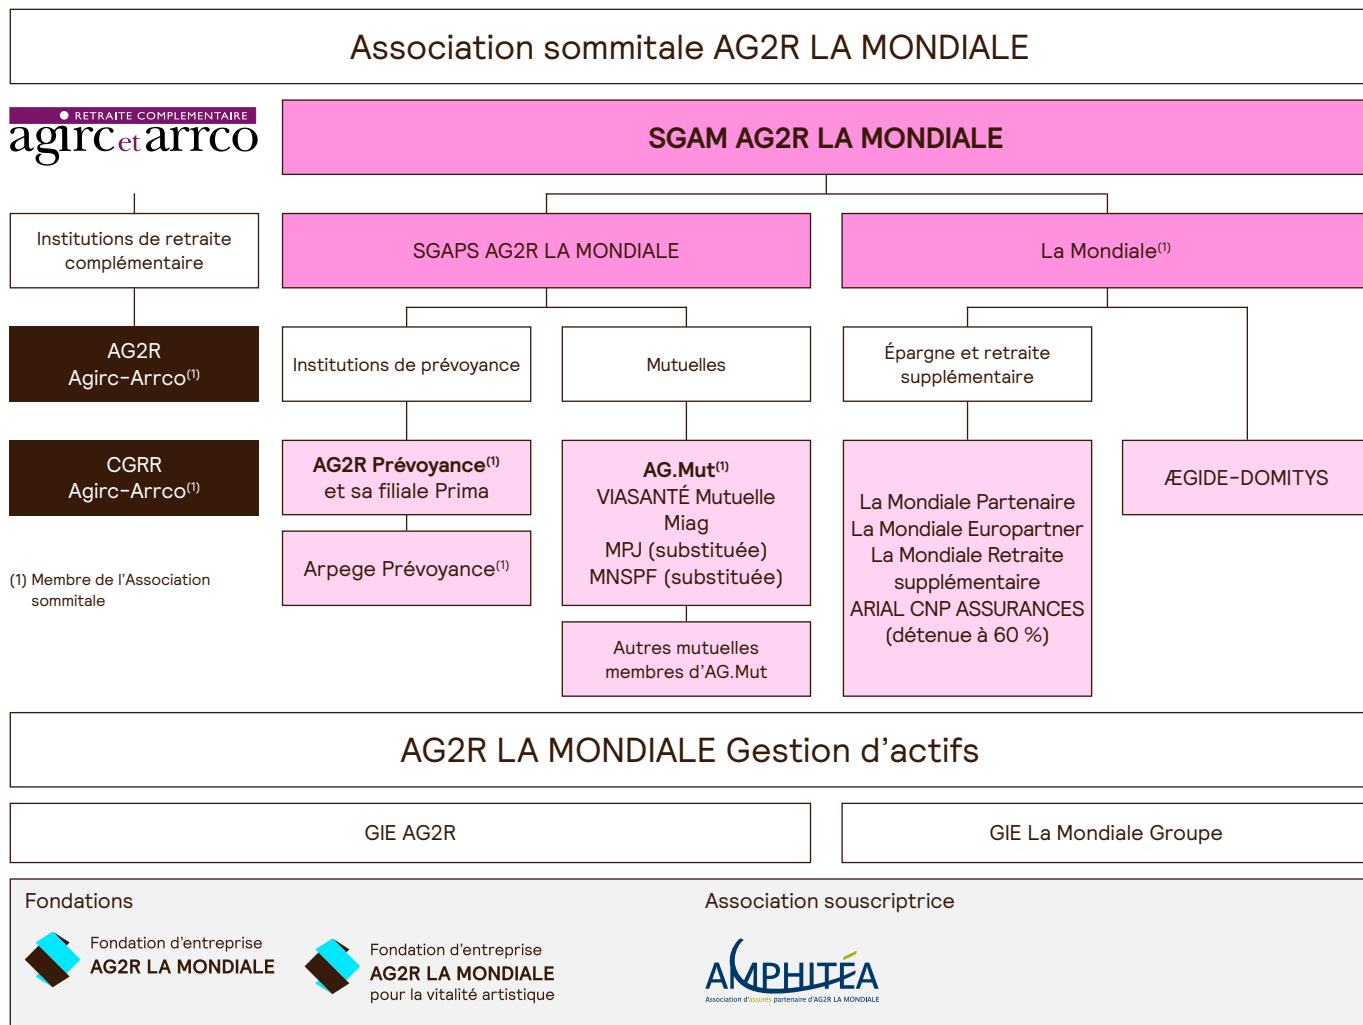 Association sommitale AG2R LA MONDIALE
RETRAITE COMPLEMENTAIRE
agirc et arrco
SGAM AG2R LA MONDIALE
Institutions de retraite
complémentaire
SGAPS AG2R LA MONDIALE
La Mondiale(1)
AG2R
Agirc-Arrco(1)
Institutions de prévoyance
Mutuelles
Épargne et retraite
supplémentaire
CGRR
Agirc-Arrco(1)
AG2R Prévoyance(1)
et sa filiale Prima
Arpege Prévoyance(1)
AG.Mut(1)
VIASANTÉ Mutuelle
Miag
MPJ (substituée)
MNSPF (substituée)
Autres mutuelles
membres d’AG.Mut
La Mondiale Partenaire
La Mondiale Europartner
La Mondiale Retraite
supplémentaire
ARIAL CNP ASSURANCES
(détenue à 60 %)
ÆGIDE-DOMITYS
(1) Membre de l’Association
sommitale
AG2R LA MONDIALE Gestion d’actifs
GIE AG2R
GIE La Mondiale Groupe
Fondations
Fondation d’entreprise
AG2R LA MONDIALE
Fondation d’entreprise
AG2R LA MONDIALE
pour la vitalité artistique
Association souscriptrice
AMPHITÉA
Association d’assurés partenaire d’AG2R LA MONDIALE